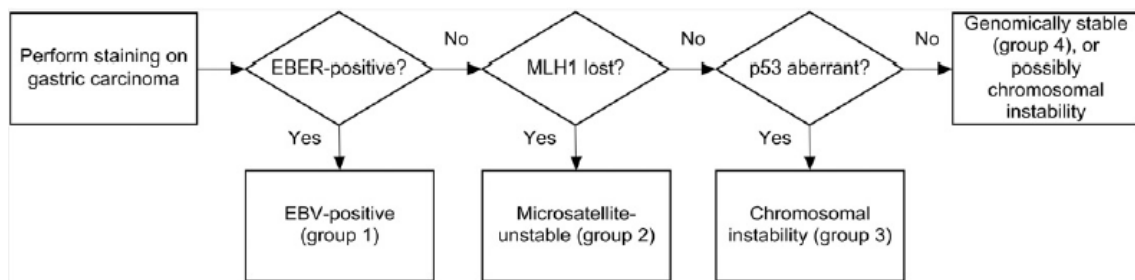 Perform staining on
gastric carcinoma
EBER-positive?
No
MLH1 lost?
No
p53 aberrant?
No
Genomically stable
(group 4), or
possibly
chromosomal
instability
Yes
Yes
Yes
EBV-positive
(group 1)
Microsatellite-
unstable (group 2)
Chromosomal
instability (group 3)